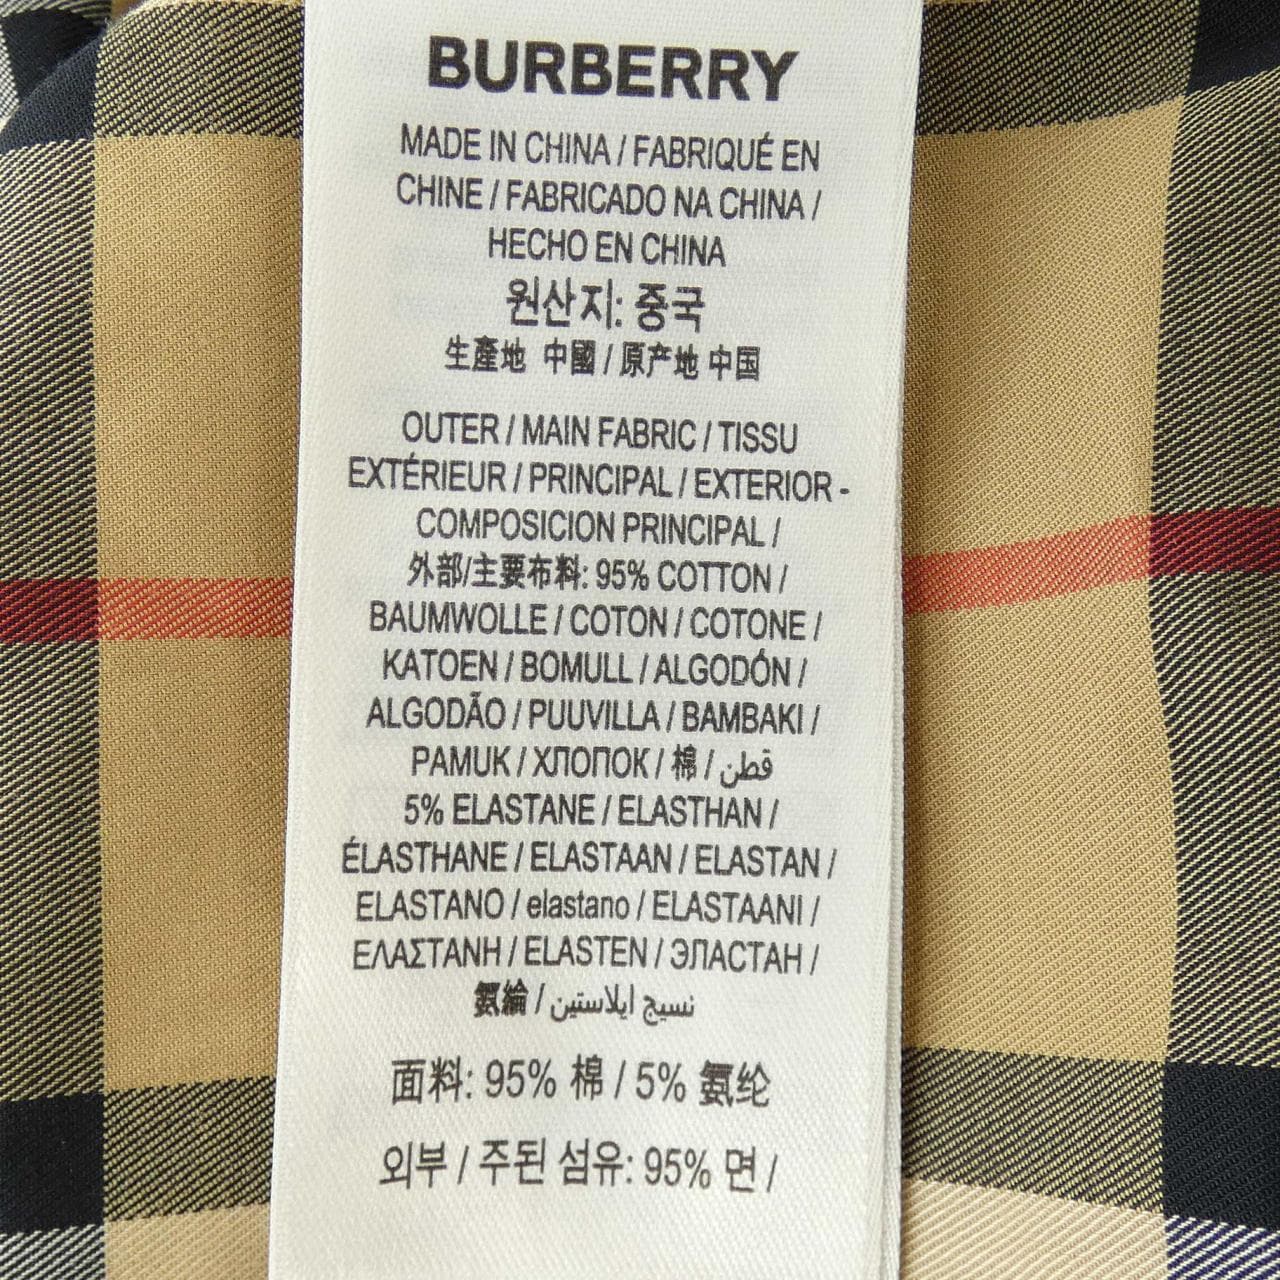 BURBERRY
MADE IN CHINA / FABRIQUÉ EN
CHINE / FABRICADO NA CHINA /
HECHO EN CHINA
원산지: 중국
生產地 中國 / 原产地 中国
OUTER / MAIN FABRIC / TISSU
EXTÉRIEUR / PRINCIPAL / EXTERIOR -
COMPOSICION PRINCIPAL /
外部/主要布料: 95% COTTON /
BAUMWOLLE / COTON / COTONE /
KATOEN / BOMULL / ALGODÓN /
ALGODÃO / PUUVILLA / BAMBAKI /
PAMUK / ХЛОПОК / 棉 / قطن
5% ELASTANE / ELASTHAN /
ÉLASTHANE / ELASTAAN / ELASTAN /
ELASTANO / elastano / ELASTAANI /
ΕΛΑΣΤΑΝΗ / ELASTEN / ЭЛАСТАН /
氨綸 / نسيج ايلاستين
面料: 95% 棉 / 5% 氨纶
외부 / 주된 섬유: 95% 면 /